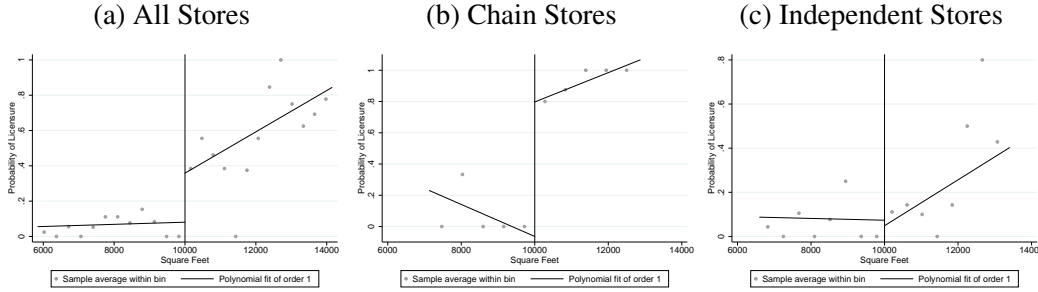 (a) All Stores
(b) Chain Stores
(c) Independent Stores
Probability of Licensure
1
.8
.6
.4
.2
0
6000 8000 10000 12000 14000
Square Feet
Sample average within bin
Polynomial fit of order 1
Probability of Licensure
1
.8
.6
.4
.2
0
6000 8000 10000 12000 14000
Square Feet
Sample average within bin
Polynomial fit of order 1
Probability of Licensure
.8
.6
.4
.2
0
6000 8000 10000 12000 14000
Square Feet
Sample average within bin
Polynomial fit of order 1